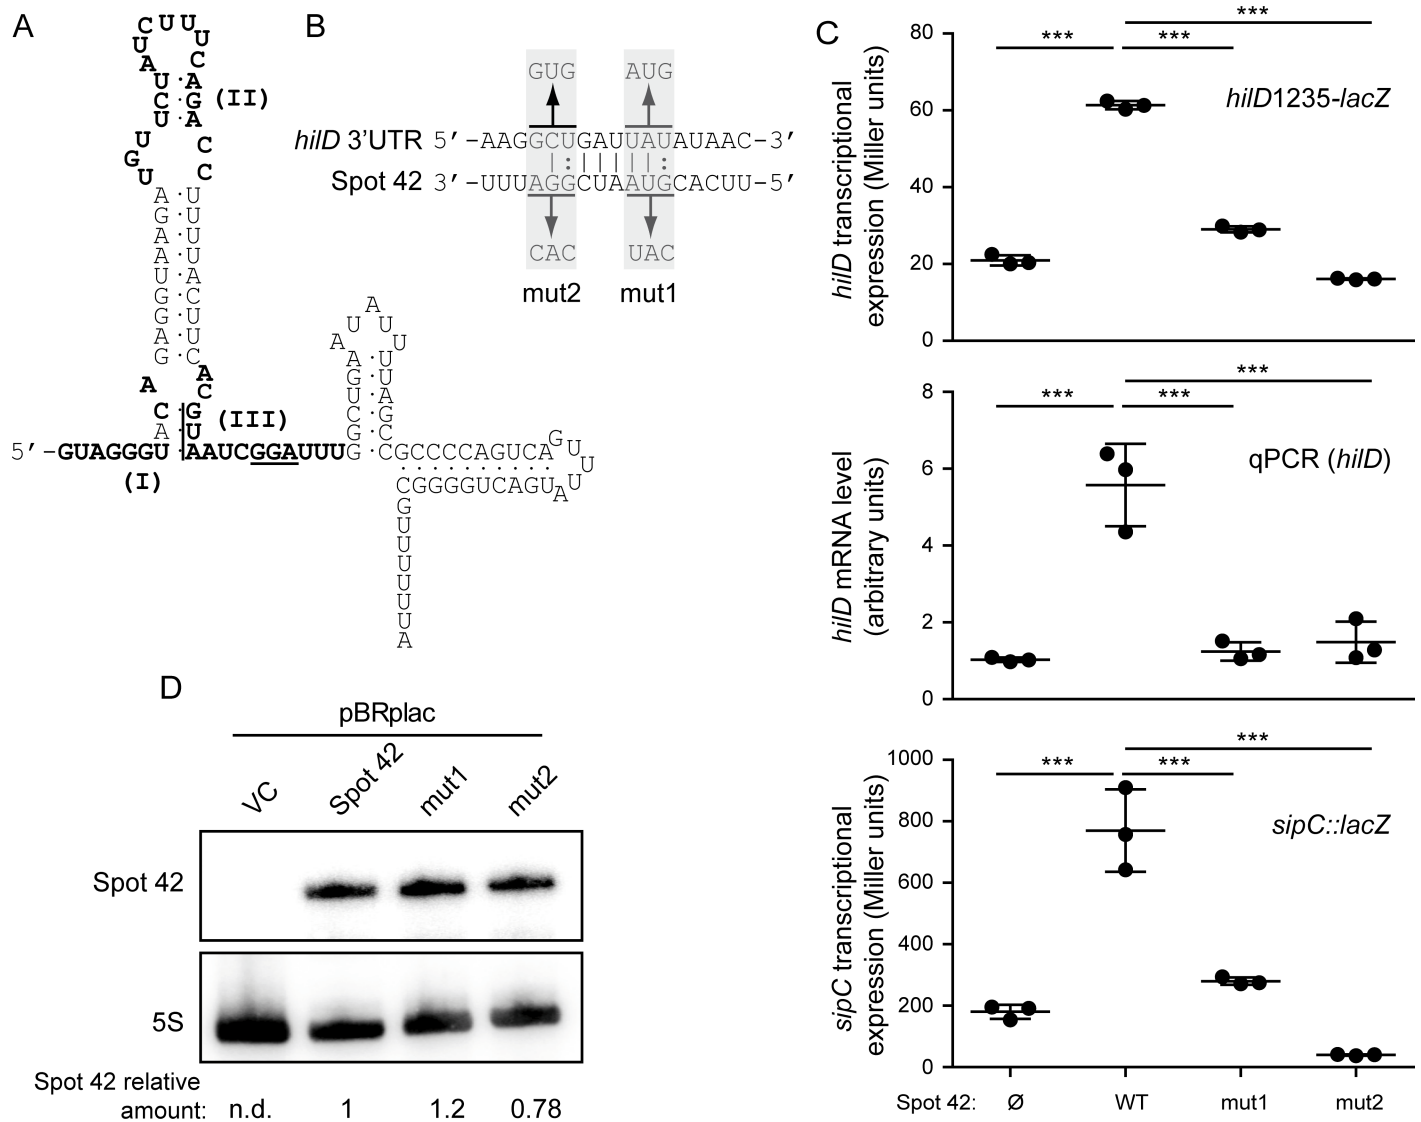 A
CUUU
U U
C C
U A
A
U·A
C·G (II)
U·A
U C
G C
U
A·U
G·U
A·U
A·U
U·A
G·C
G·U
A·U
G·C
A A
C
C·G (III)
A U
5′-GUAGGGU AAUCGGAUUUG·CGCCCCAGUCAGUU
(I)
A
U U
A U
A·U
G·U
U·A
C·G
G·C
U
CGGGGUCAGUAU
G
U
U
U
U
U
U
U
A
B
GUG AUG
hilD 3’UTR 5′-AAGGCUGAUUAUAUAAC-3′
Spot 42 3′-UUUAGGCUAAUGCACUU-5′
CAC UAC
mut2 mut1
C
hilD transcriptional
expression (Miller units)
80
60
40
20
0
*** *** ***
hilD1235-lacZ
hilD mRNA level
(arbitrary units)
8
6
4
2
0
*** *** ***
qPCR (hilD)
sipC transcriptional
expression (Miller units)
1000
800
600
400
200
0
*** *** ***
sipC::lacZ
Spot 42: Ø WT mut1 mut2
D
pBRplac
VC Spot 42 mut1 mut2
Spot 42
5S
Spot 42 relative
amount: n.d. 1 1.2 0.78